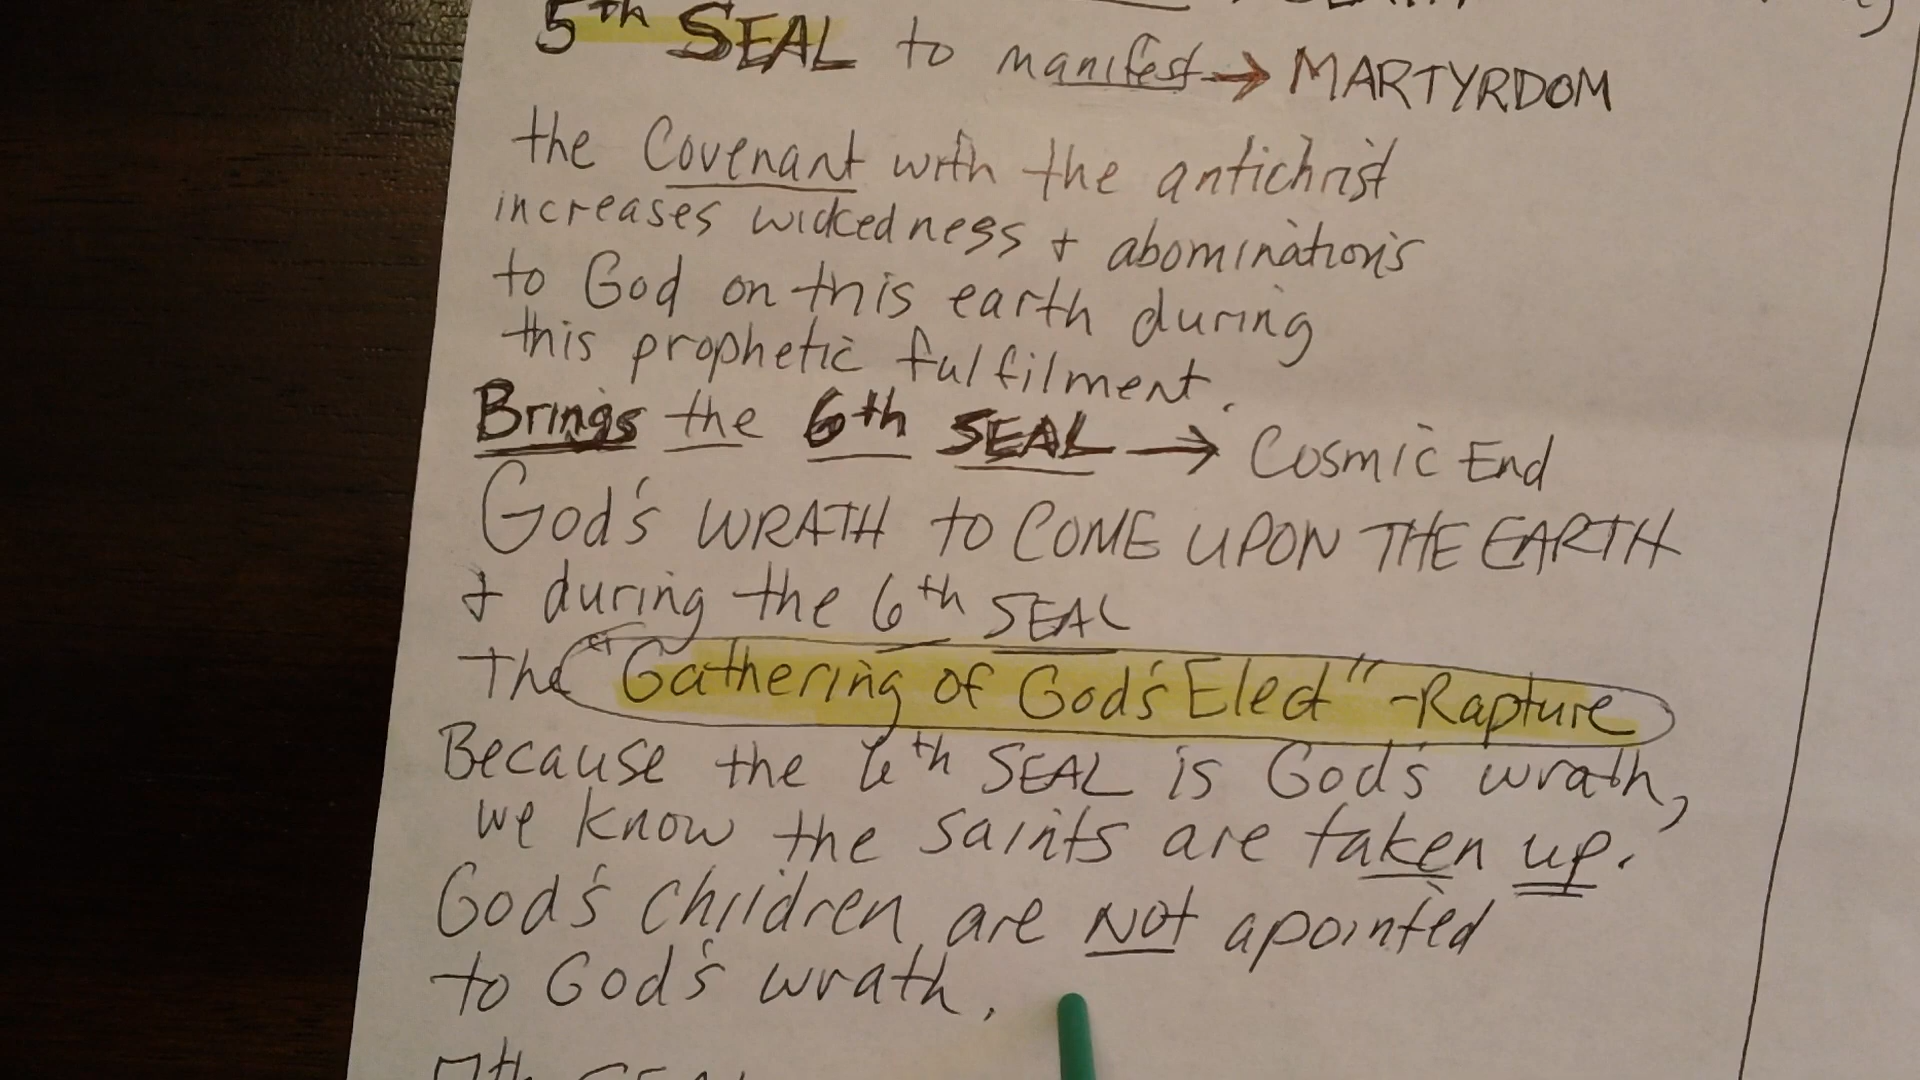 5th SEAL to manifest → MARTYRDOM
the Covenant with the antichrist
increases wickedness + abominations
to God on this earth during
this prophetic fulfilment.
Brings the 6th SEAL → Cosmic End
God's WRATH to COME UPON THE EARTH
+ during the 6th SEAL
The "Gathering of God's Elect" - Rapture
Because the 6th SEAL is God's wrath,
we know the saints are taken up.
God's children are NOT apointed
to God's wrath.
7th SEAL